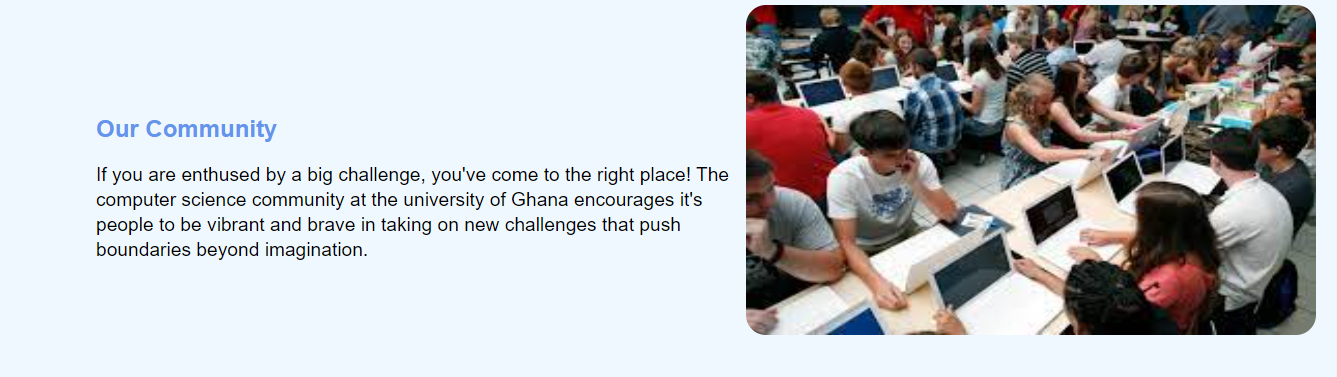 Our Community
If you are enthused by a big challenge, you've come to the right place! The
computer science community at the university of Ghana encourages it's
people to be vibrant and brave in taking on new challenges that push
boundaries beyond imagination.